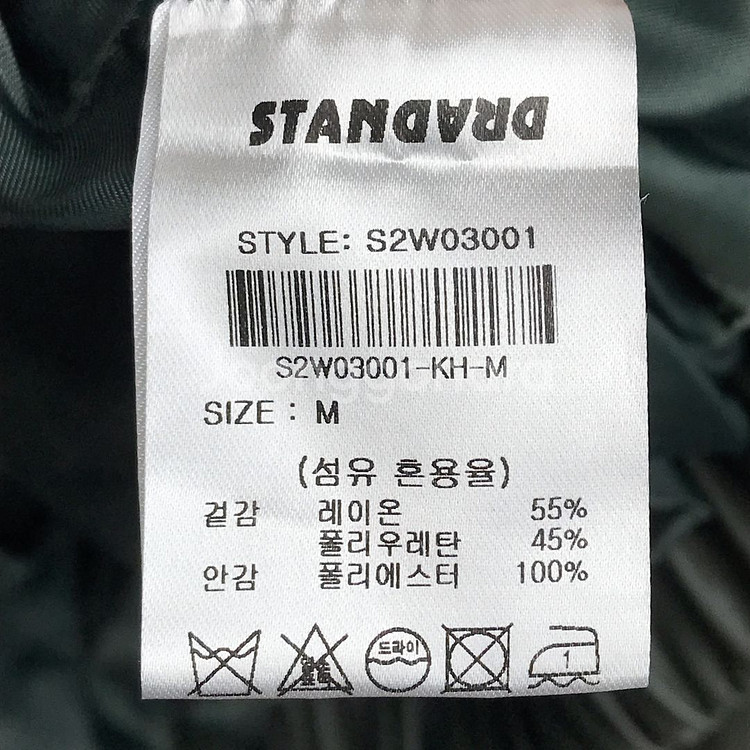 STANDARD
STYLE: S2W03001
S2W03001-KH-M
SIZE : M
(섬유 혼용율)
겉감 레이온 55%
폴리우레탄 45%
안감 폴리에스터 100%
드라이
1